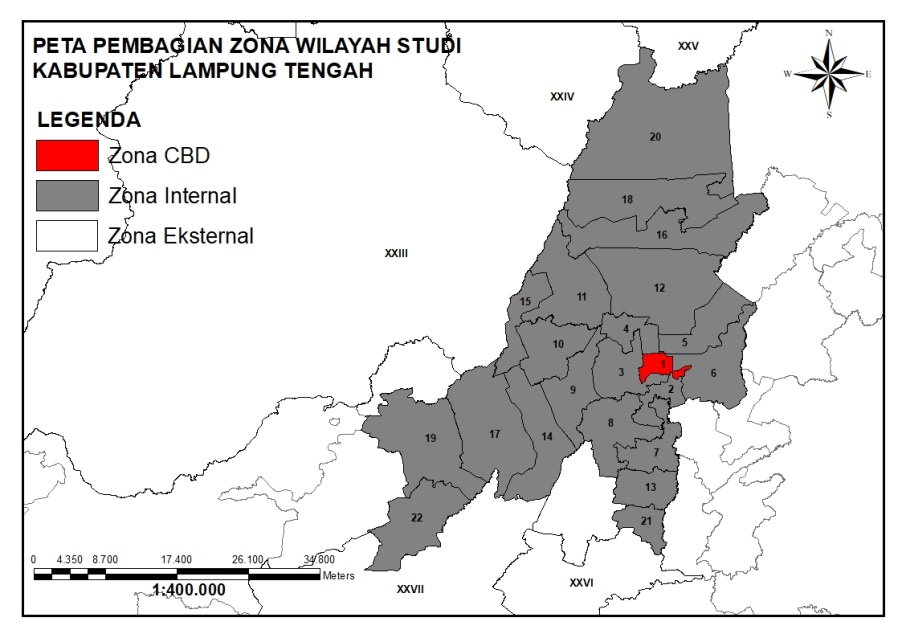 PETA PEMBAGIAN ZONA WILAYAH STUDI
KABUPATEN LAMPUNG TENGAH
LEGENDA
Zona CBD
Zona Internal
Zona Eksternal
N
W E
S
XXV
XXIV
20
18
16
XXIII
12
11
15
4
5
10
1
3
6
9
2
8
19
17
14
7
13
22
21
0 4.350 8.700 17.400 26.100 34.800
Meters
1:400.000
XXVII
XXVI